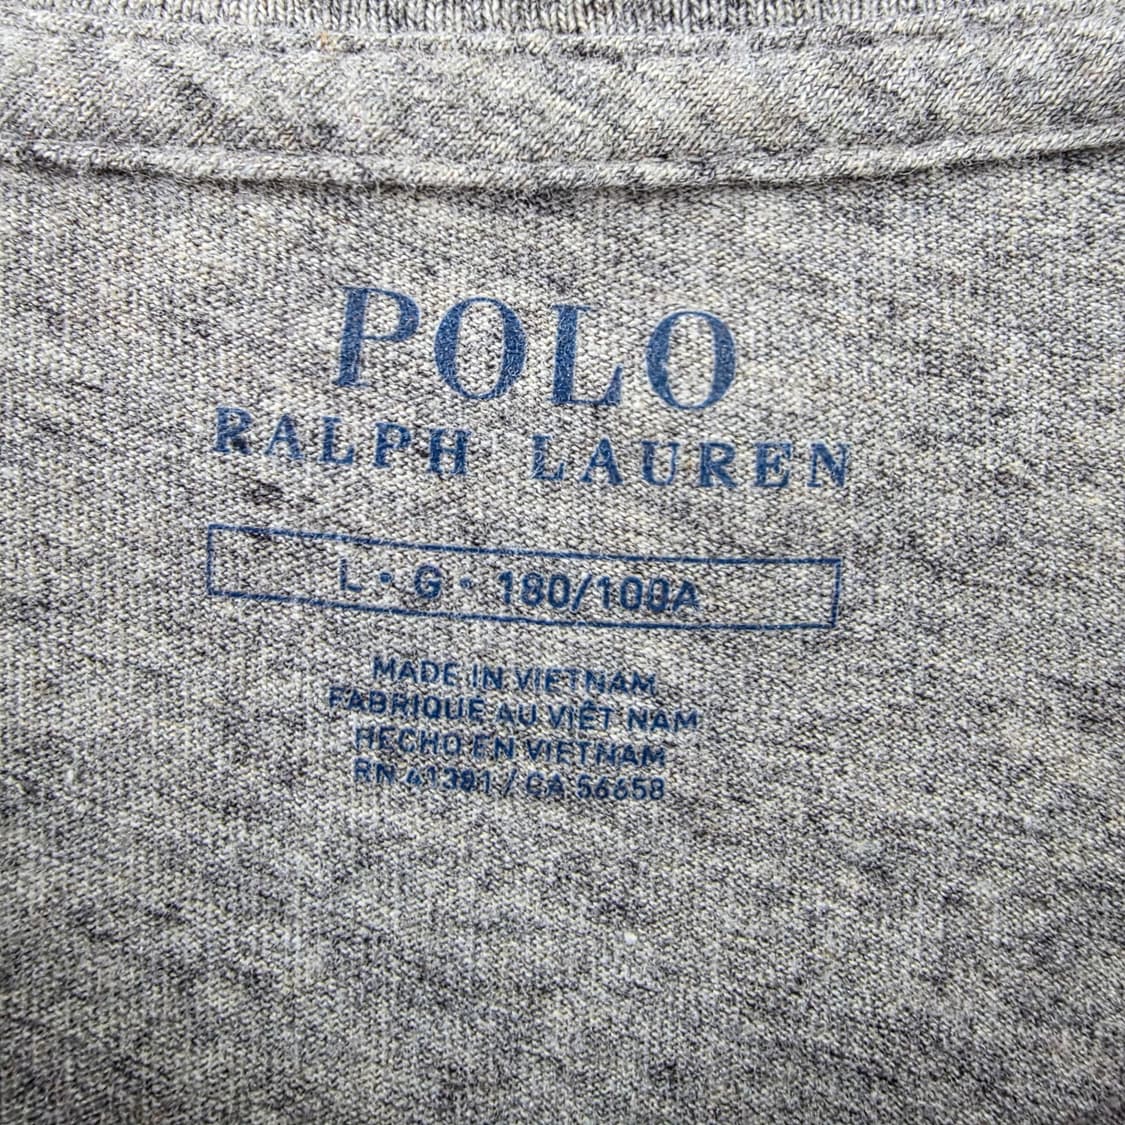 POLO
RALPH LAUREN
L • G • 180/100A
MADE IN VIETNAM
FABRIQUÉ AU VIÊT NAM
HECHO EN VIETNAM
RN 41381 / CA 56658